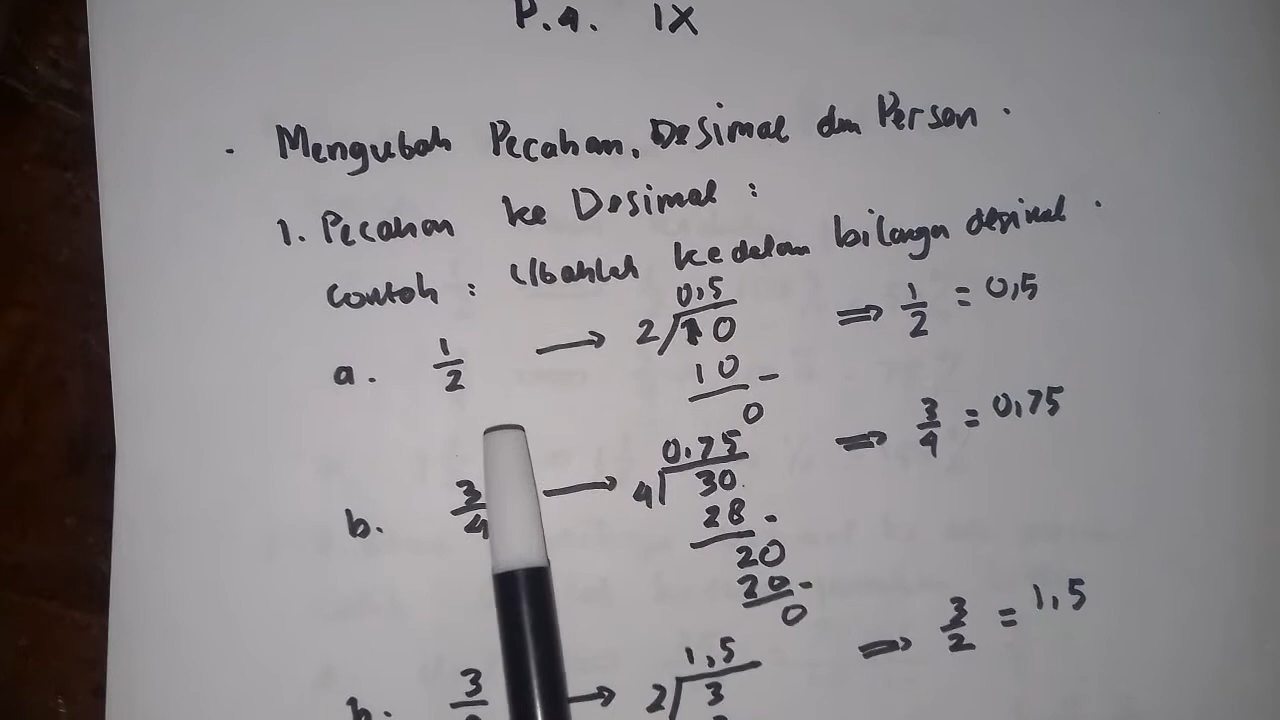 P.4. IX
. Mengubah Pecahan, Desimal dan Persen.
1. Pecahan ke Desimal :
Contoh : Ubahlah kedalam bilangan desimal.
a. 1/2 → 2/10 0,5 ⇒ 1/2 = 0,5
10 -
0
b. 3/4 → 4/30 0.75 ⇒ 3/4 = 0,75
28 -
20
20 -
0
b. 3/ → 2/3 1,5 ⇒ 3/2 = 1,5